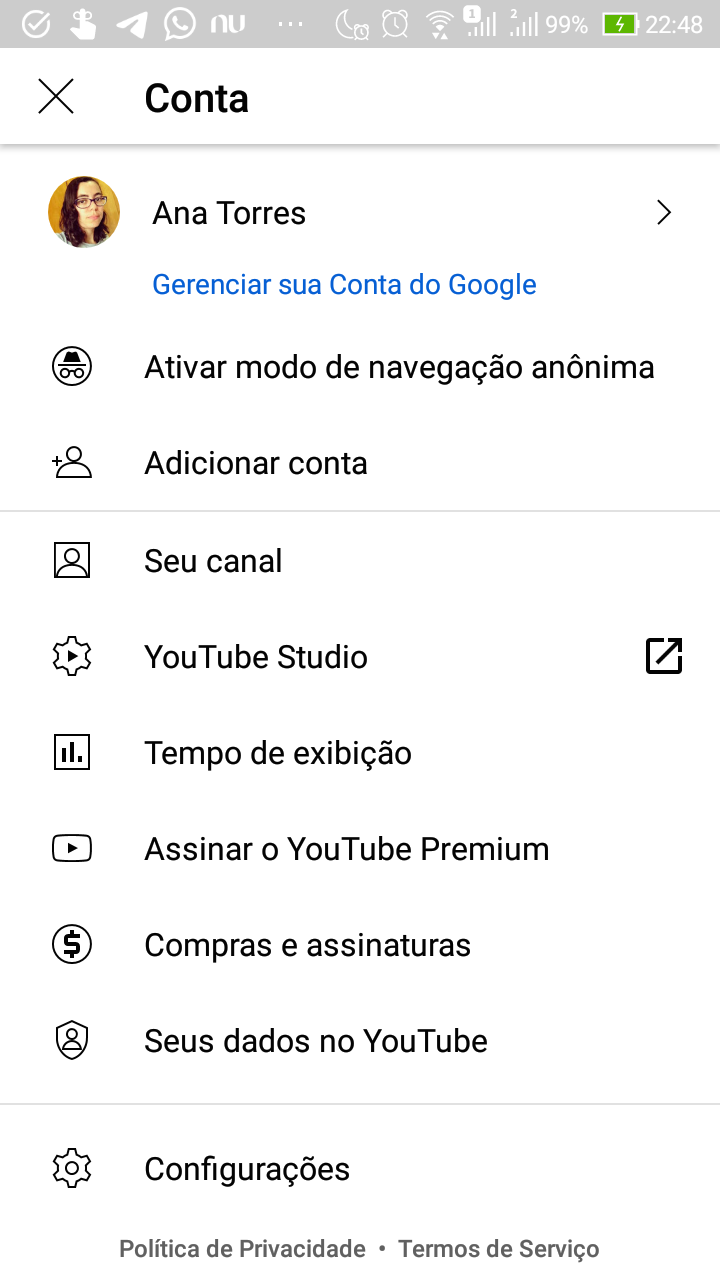 nu ... 1 2 99% 22:48
Conta
Ana Torres
Gerenciar sua Conta do Google
Ativar modo de navegação anônima
Adicionar conta
Seu canal
YouTube Studio
Tempo de exibição
Assinar o YouTube Premium
Compras e assinaturas
Seus dados no YouTube
Configurações
Política de Privacidade • Termos de Serviço